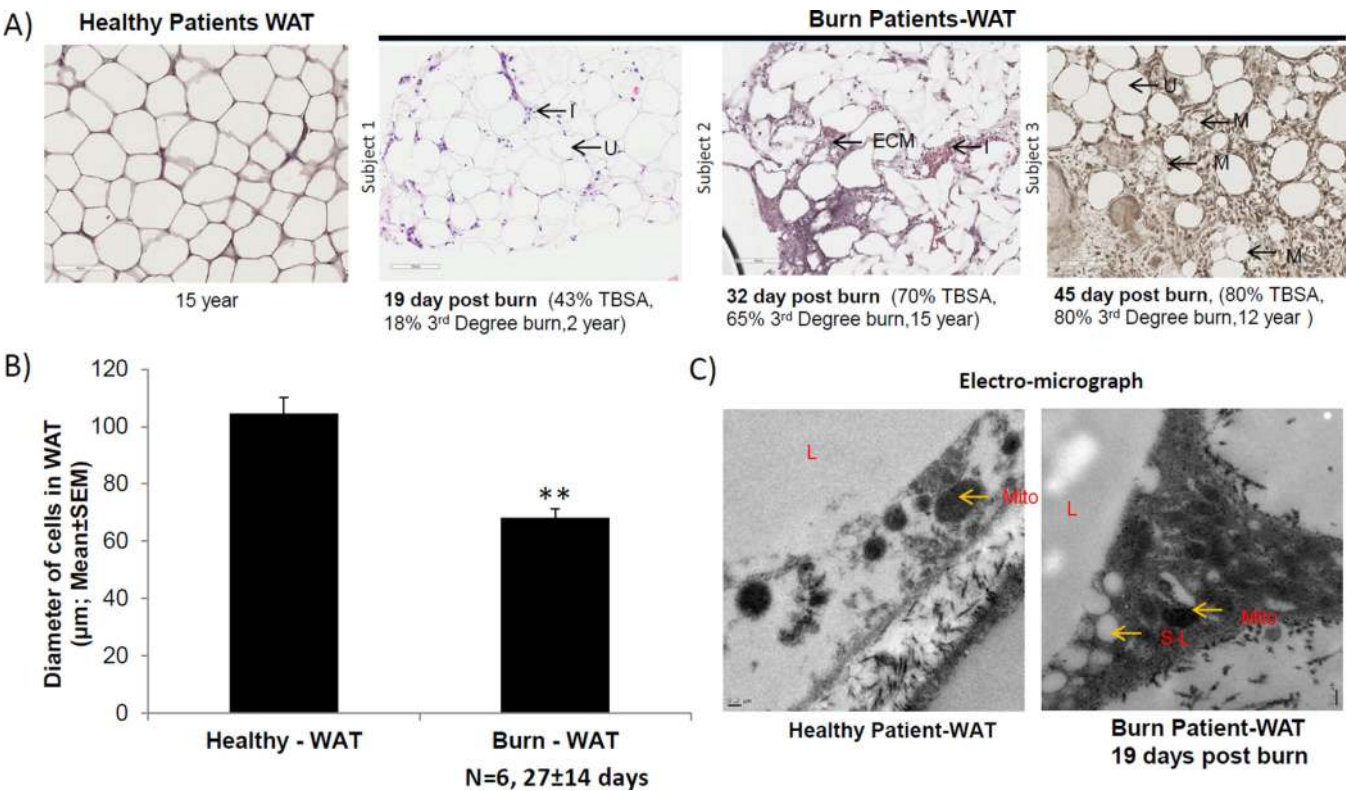 A)
Healthy Patients WAT
Burn Patients-WAT
Subject 1
I
U
Subject 2
ECM
I
Subject 3
U
M
M
M
15 year
19 day post burn (43% TBSA,
18% 3rd Degree burn,2 year)
32 day post burn (70% TBSA,
65% 3rd Degree burn,15 year)
45 day post burn, (80% TBSA,
80% 3rd Degree burn,12 year )
B)
Diameter of cells in WAT
(µm; Mean±SEM)
120
100
80
60
40
20
0
**
Healthy - WAT
Burn - WAT
N=6, 27±14 days
C)
Electro-micrograph
L
Mito
L
Mito
S-L
Healthy Patient-WAT
Burn Patient-WAT
19 days post burn